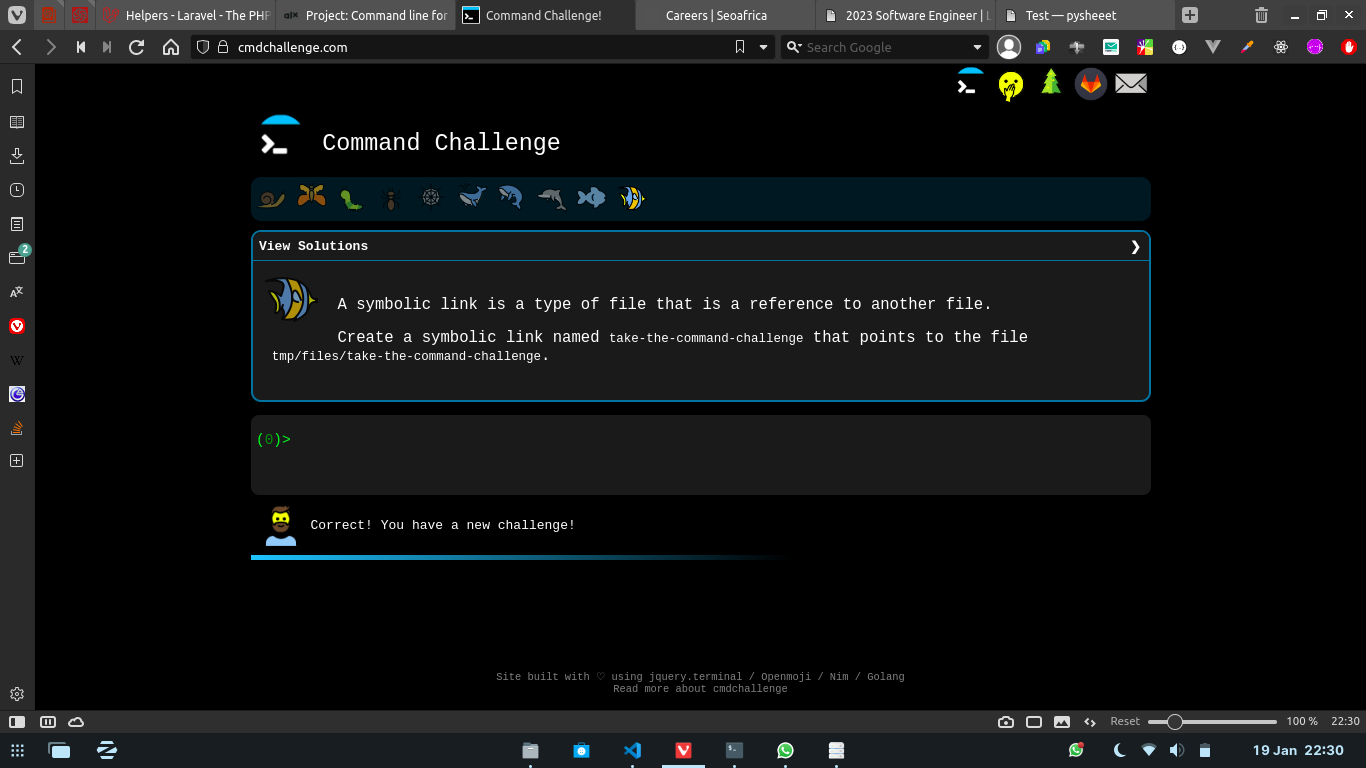 Helpers - Laravel - The PHP
Project: Command line for
Command Challenge!
Careers | Seoafrica
2023 Software Engineer | L
Test — pysheeet
cmdchallenge.com
Search Google
Command Challenge
View Solutions
A symbolic link is a type of file that is a reference to another file.
Create a symbolic link named take-the-command-challenge that points to the file
tmp/files/take-the-command-challenge.
(0)>
Correct! You have a new challenge!
2
W
Site built with ♡ using jquery.terminal / Openmoji / Nim / Golang
Read more about cmdchallenge
Reset
100 %
22:30
19 Jan 22:30